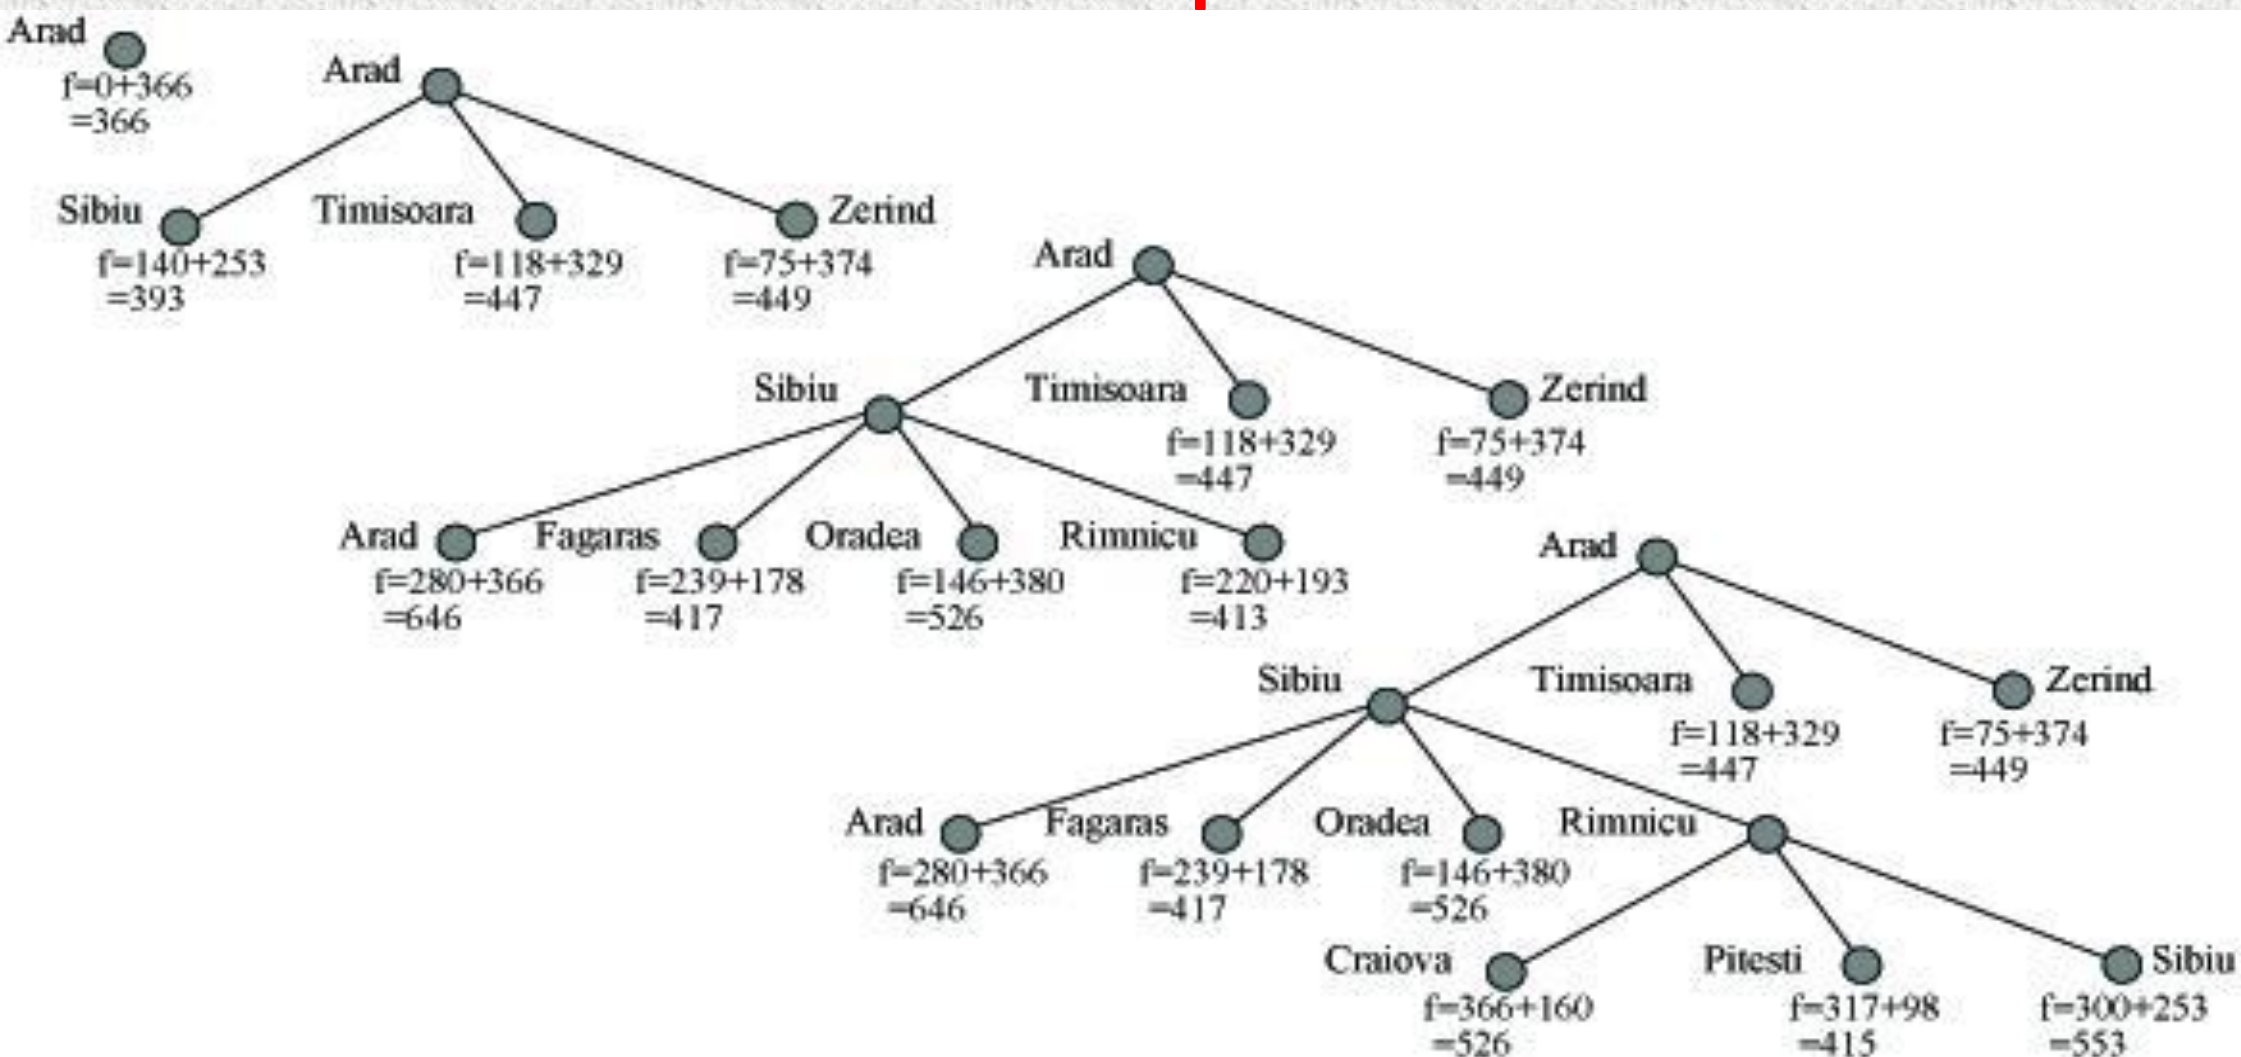 Arad
f=0+366
=366
Arad
Sibiu
f=140+253
=393
Timisoara
f=118+329
=447
Zerind
f=75+374
=449
Arad
Sibiu
Timisoara
f=118+329
=447
Zerind
f=75+374
=449
Arad
f=280+366
=646
Fagaras
f=239+178
=417
Oradea
f=146+380
=526
Rimnicu
f=220+193
=413
Arad
Sibiu
Timisoara
f=118+329
=447
Zerind
f=75+374
=449
Arad
f=280+366
=646
Fagaras
f=239+178
=417
Oradea
f=146+380
=526
Rimnicu
Craiova
f=366+160
=526
Pitesti
f=317+98
=415
Sibiu
f=300+253
=553